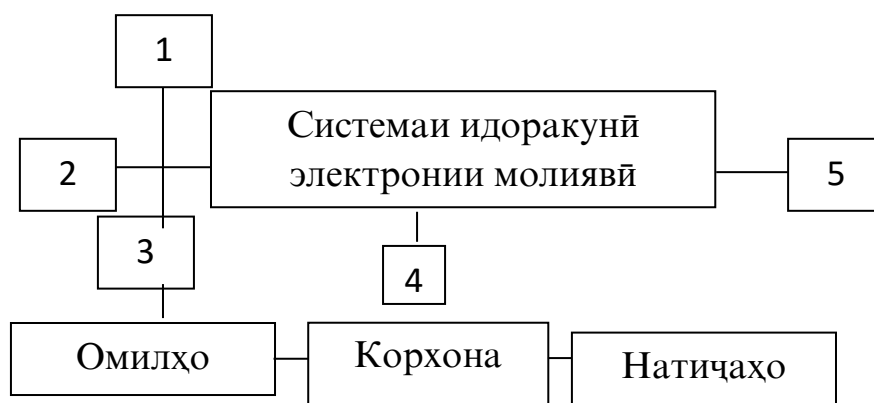 1
Системаи идоракунӣ
электронии молиявӣ
2
5
3
4
Омилҳо
Корхона
Натиҷаҳо